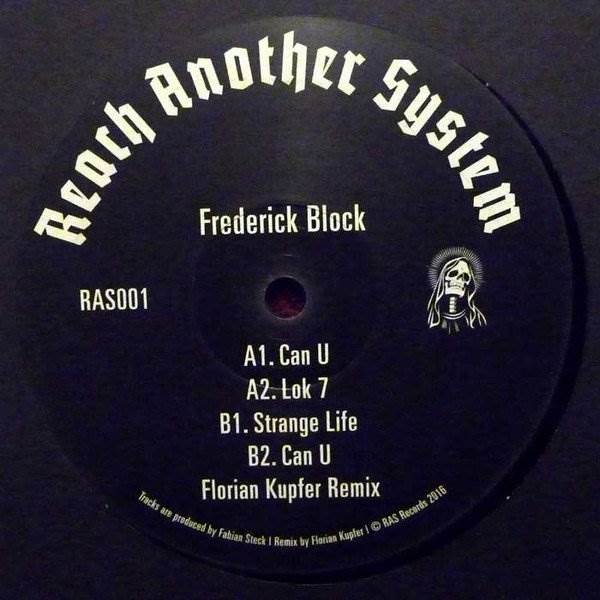 Reach Another System
Frederick Block
RAS001
A1. Can U
A2. Lok 7
B1. Strange Life
B2. Can U
Florian Kupfer Remix
Tracks are produced by Fabian Steck | Remix by Florian Kupfer | © RAS Records 2016